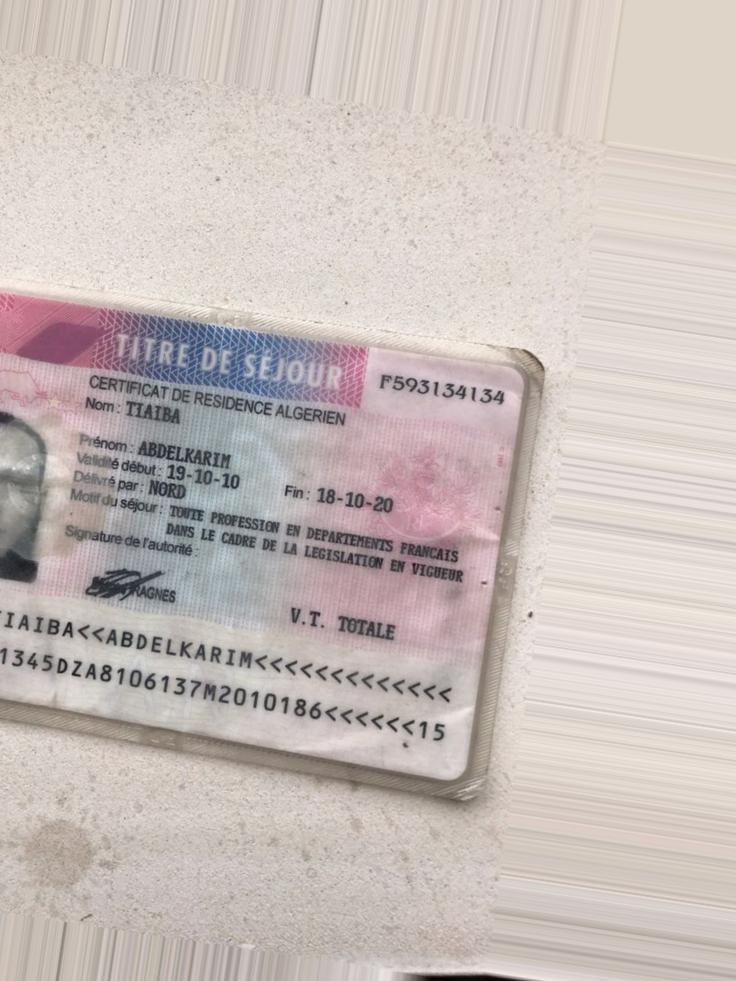 TITRE DE SÉJOUR
F593134134
CERTIFICAT DE RESIDENCE ALGERIEN
Nom : TIAIBA
Prénom : ABDELKARIM
Validité début : 19-10-10 Fin : 18-10-20
Délivré par : NORD
Motif du séjour : TOUTE PROFESSION EN DEPARTEMENTS FRANCAIS
DANS LE CADRE DE LA LEGISLATION EN VIGUEUR
Signature de l'autorité :
V.T. TOTALE
IAIBA<<ABDELKARIM<<<<<<<<<<<<<
1345DZA8106137M2010186<<<<<<15